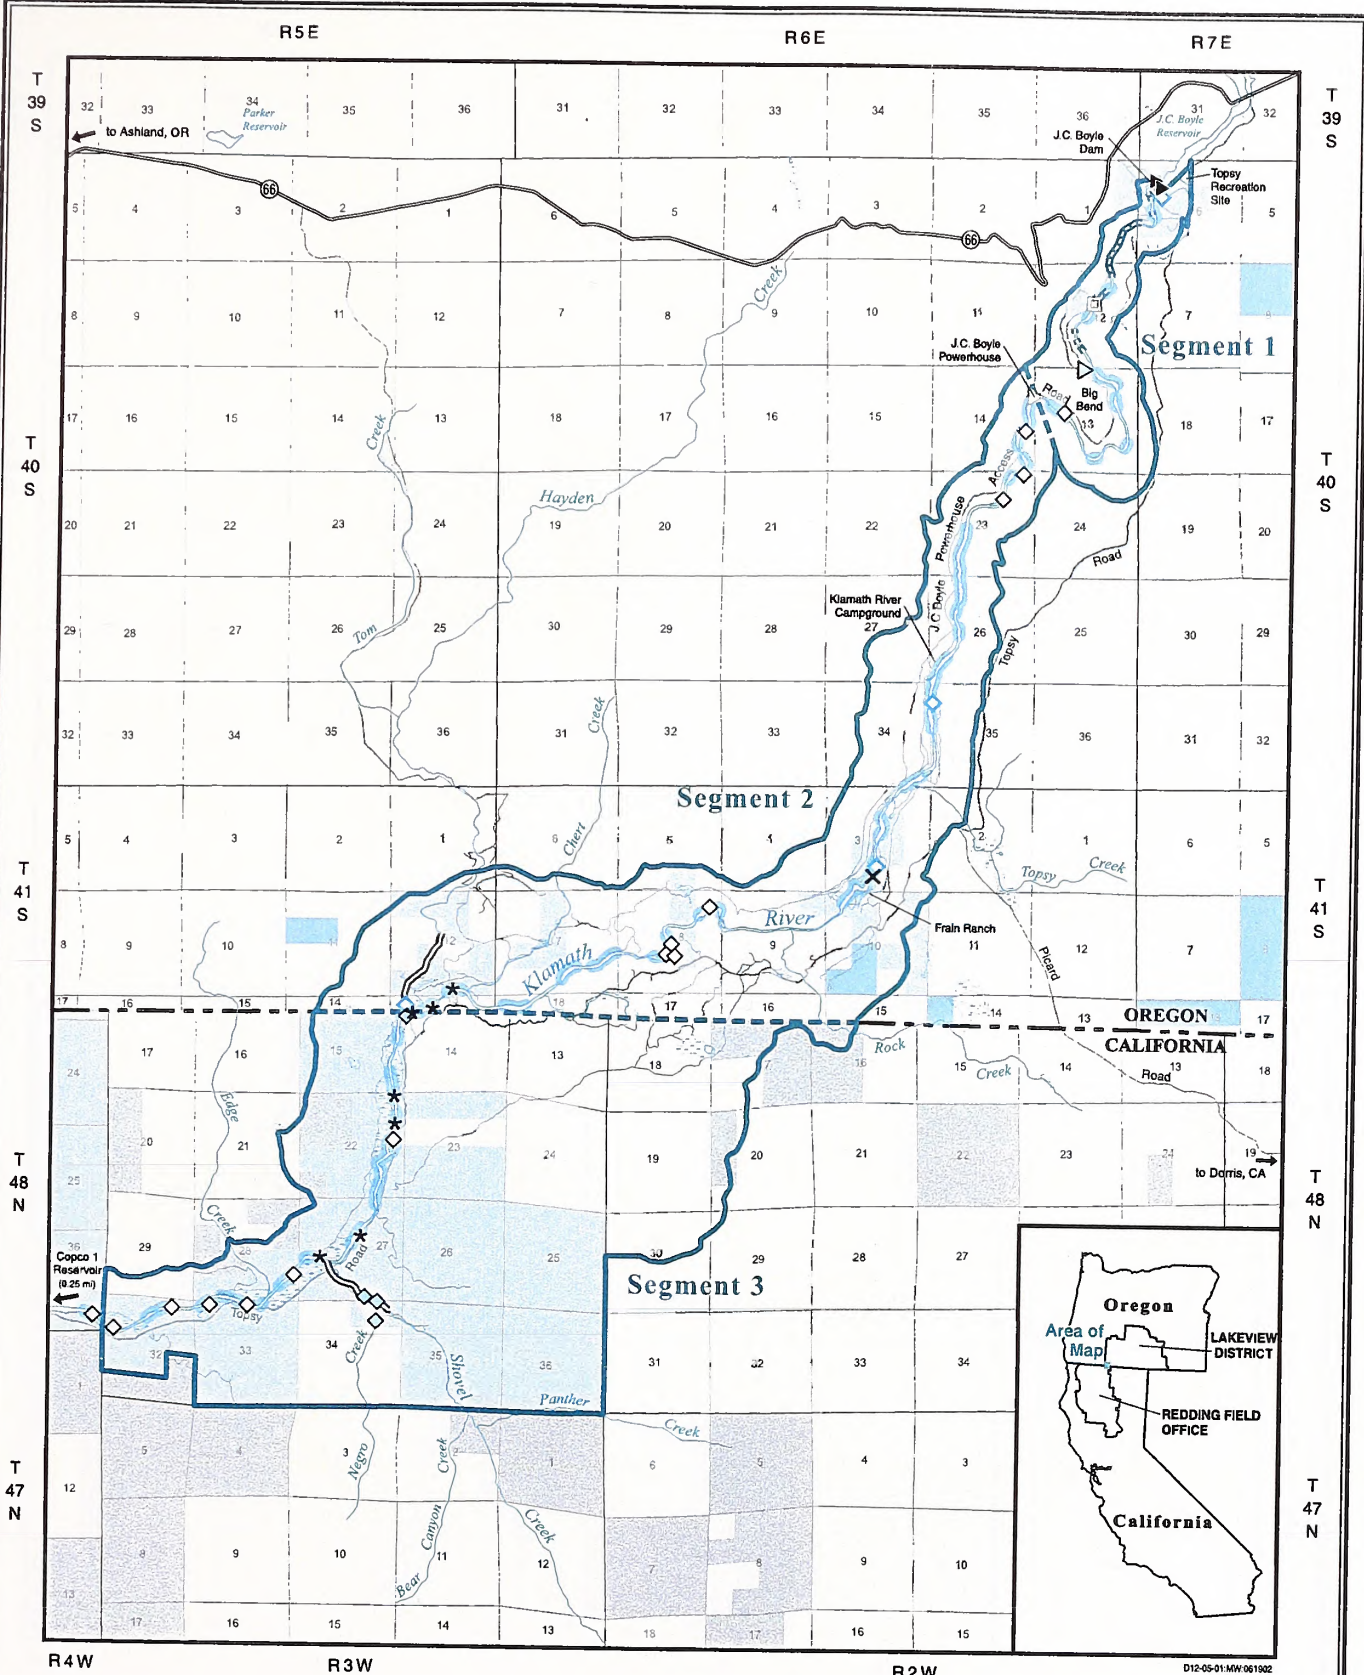 R5E R6E R7E
T 39 S
T 39 S
32 33 34 35 36 31 32 33 34 35 36 31 32
Parker
Reservoir
to Ashland, OR
J.C. Boyle
Reservoir
J.C. Boyle
Dam
Topsy
Recreation
Site
66
66
5 4 3 2 1 6 5 4 3 2 1 6 5
Creek
8 9 10 11 12 7 8 9 10 11 12 7 8
Segment 1
J.C. Boyle
Powerhouse
Big
Bend
Road
17 16 15 14 13 18 17 16 15 14 13 18 17
Creek
T 40 S
T 40 S
Access
Hayden
20 21 22 23 24 19 20 21 22 23 24 19 20
Powerhouse
Road
Klamath River
Campground
J.C. Boyle
29 28 27 26 25 30 29 28 27 26 25 30 29
Tom
Topsy
Creek
32 33 34 35 36 31 32 33 34 35 36 31 32
Segment 2
5 4 3 2 1 6 5 4 3 2 1 6 5
Chert
Topsy Creek
T 41 S
T 41 S
River
Frain Ranch
8 9 10 11 12 7 8 9 10 11 12 7 8
Klamath
Picard
17 16 15 14 18 17 16 15 14 13 17
OREGON
CALIFORNIA
24 17 16 15 14 13 18 17 16 15 14 13 18
Rock
Creek
Road
Edge
20 21 22 23 24 19 20 21 22 23 24 19
to Dorris, CA
T 48 N
T 48 N
25
Creek
36 29 28 27 26 25 30 29 28 27
Copco 1
Reservoir
(0.25 mi)
Road
Segment 3
Topsy
32 33 34 35 36 31 32 33 34
Creek
Shovel
Panther
Creek
1 5 4 3 2 1 6 5 4 3
Negro
Creek
T 47 N
T 47 N
12
Canyon
Creek
8 9 10 11 12 7 8 9 10
Bear
13 17 16 15 14 13 18 17 16 15
Oregon
Area of
Map
LAKEVIEW
DISTRICT
REDDING FIELD
OFFICE
California
R4W R3W R2W
D12-05-01:MW:061902